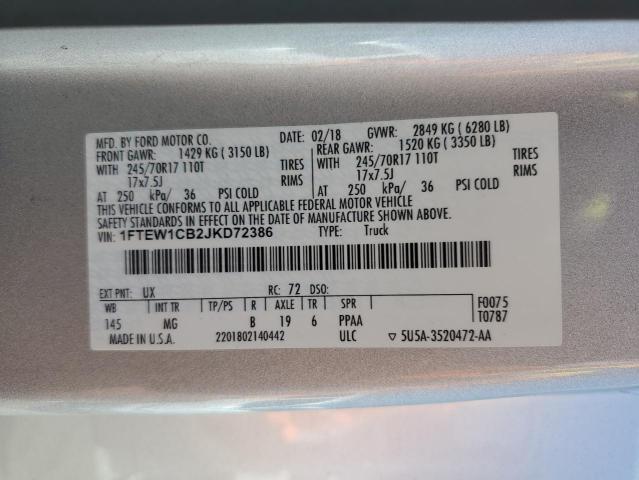 MFD. BY FORD MOTOR CO. DATE: 02/18 GVWR: 2849 KG ( 6280 LB)
FRONT GAWR: 1429 KG ( 3150 LB) REAR GAWR: 1520 KG ( 3350 LB)
WITH 245/70R17 110T TIRES WITH 245/70R17 110T TIRES
17x7.5J RIMS 17x7.5J RIMS
AT 250 kPa/ 36 PSI COLD AT 250 kPa/ 36 PSI COLD
THIS VEHICLE CONFORMS TO ALL APPLICABLE FEDERAL MOTOR VEHICLE
SAFETY STANDARDS IN EFFECT ON THE DATE OF MANUFACTURE SHOWN ABOVE.
VIN: 1FTEW1CB2JKD72386 TYPE: Truck
EXT PNT: UX RC: 72 DSO:
WB INT TR TP/PS R AXLE TR SPR F0075
145 MG B 19 6 PPAA T0787
MADE IN U.S.A. 2201802140442 ULC ▽ 5U5A-3520472-AA